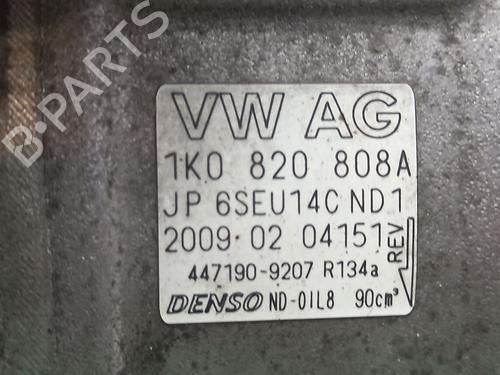 B-PARTS
VW AG
1K0 820 808A
JP 6SEU14C ND1
2009 02 04151
REV
447190-9207 R134a
DENSO ND-OIL8 90cm³